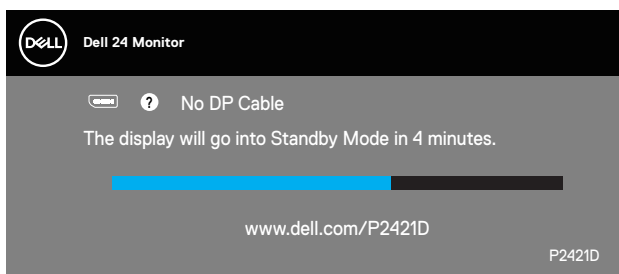 DELL
Dell 24 Monitor
? No DP Cable
The display will go into Standby Mode in 4 minutes.
www.dell.com/P2421D
P2421D